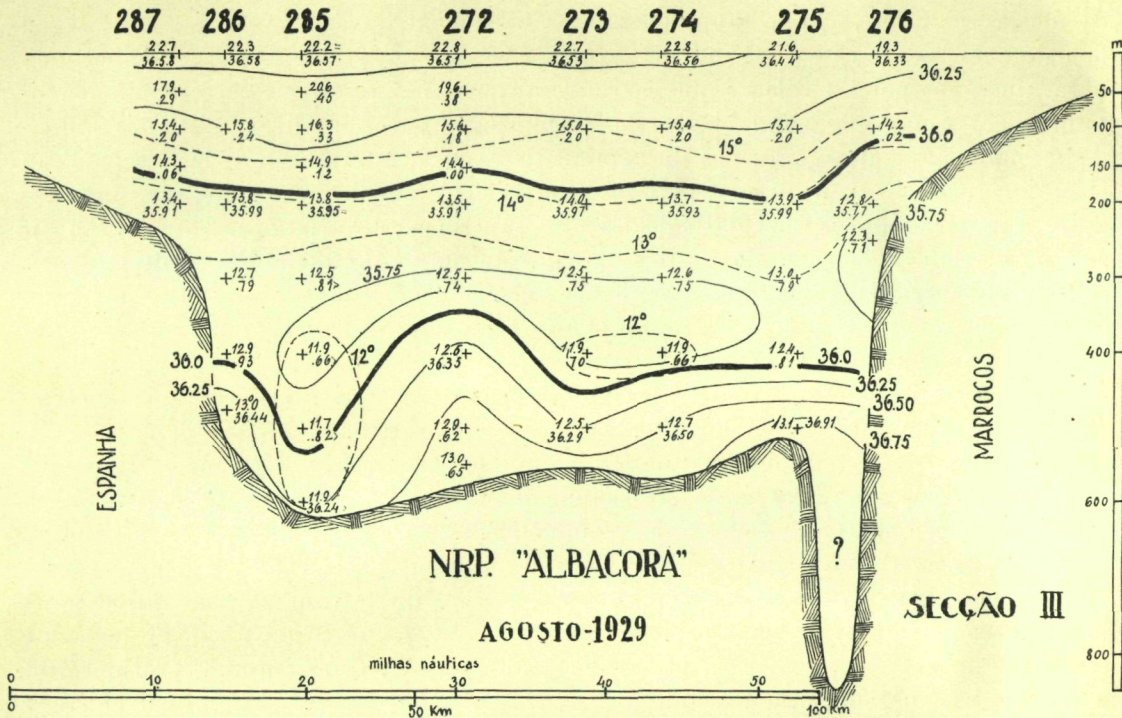 287 286 285 272 273 274 275 276
m
22.7 22.3 22.2= 22.8 22.7 22.8 21.6 19.3
36.58 36.58 36.57- 36.51 36.53 36.56 36.44 36.33
36.25
17.9 20.6 19.6
.29 .45 .38
50
15.4 15.8 16.3 15.6 15.0 15.4 15.7 14.2
.20 .24 .33 .18 .20 .20 .20 .02
36.0
100
15°
14.3 14.9 14.4
.06 .12 .00
150
13.4 13.8 13.8 13.5 14.0 13.7 13.9 12.8
35.91 35.99 35.91 35.97 35.93 35.99 35.77
14°
200
35.75
13°
12.3
.71
12.7 12.5 35.75 12.5 12.5 12.6 13.0
.79 .81 .74 .75 .75 .79
300
12°
36.0 12.9 11.9 12° 12.6 11.9 11.9 12.4 36.0
.93 .66 36.35 .70 .66 .81
400
36.25 36.25
13.0 36.50
36.44
11.7 12.9 12.5 12.7 13.1 36.91
.82 .62 36.29 36.50
36.75
13.0
.65
11.9
36.24
600
ESPANHA
MARROCOS
?
N.R.P. "ALBACORA"
AGOSTO-1929
SECÇÃO III
800
milhas náuticas
0 10 20 30 40 50
0 50 Km 100 Km